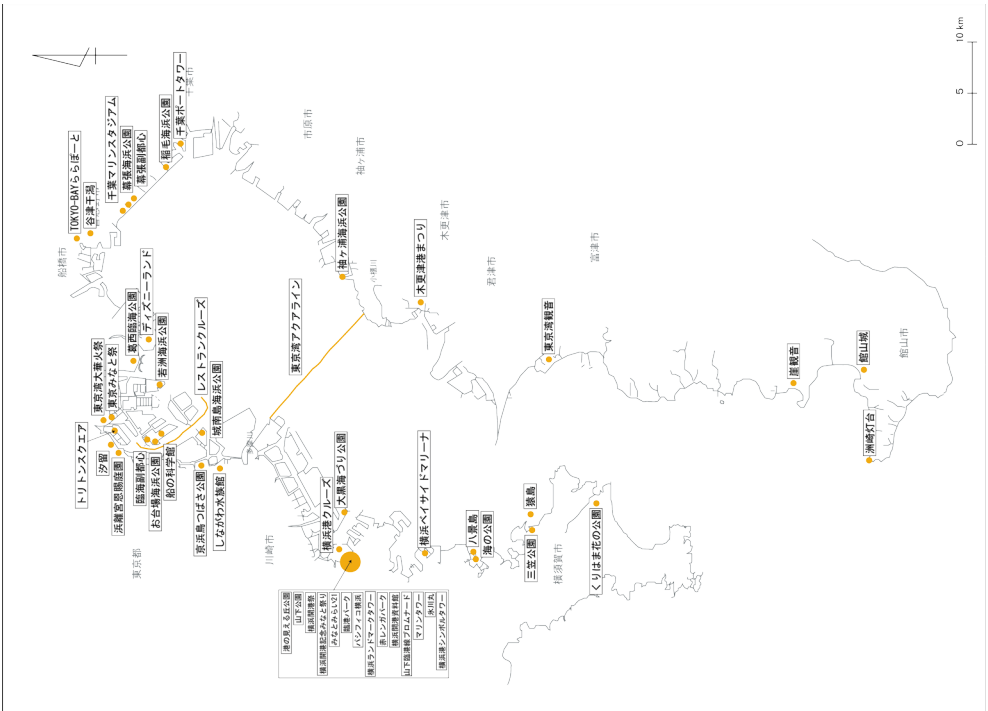 TOKYO-BAYららぽーと
谷津干潟
千葉マリンスタジアム
幕張海浜公園
幕張副都心
稲毛海浜公園
千葉ポートタワー
千葉市
市原市
袖ヶ浦市
木更津市
君津市
富津市
館山市
船橋市
トリトンスクエア
東京湾大華火祭
東京みなと祭
葛西臨海公園
ディズニーランド
若洲海浜公園
レストランクルーズ
城南島海浜公園
汐留
浜離宮恩賜庭園
臨海副都心
お台場海浜公園
船の科学館
京浜島つばさ公園
しながわ水族館
東京都
川崎市
東京湾アクアライン
袖ヶ浦海浜公園
小櫃川
木更津港まつり
東京湾観音
崖観音
館山城
洲崎灯台
横浜港クルーズ
大黒海づり公園
横浜ベイサイドマリーナ
八景島
海の公園
三笠公園
猿島
横須賀市
くりはま花の公園
港の見える丘公園
山下公園
横浜開港祭
横浜開港記念みなと祭り
みなとみらい21
臨港パーク
パシフィコ横浜
横浜ランドマークタワー
赤レンガパーク
横浜開港資料館
山下臨港線プロムナード
マリンタワー
氷川丸
横浜港シンボルタワー
0 5 10 km